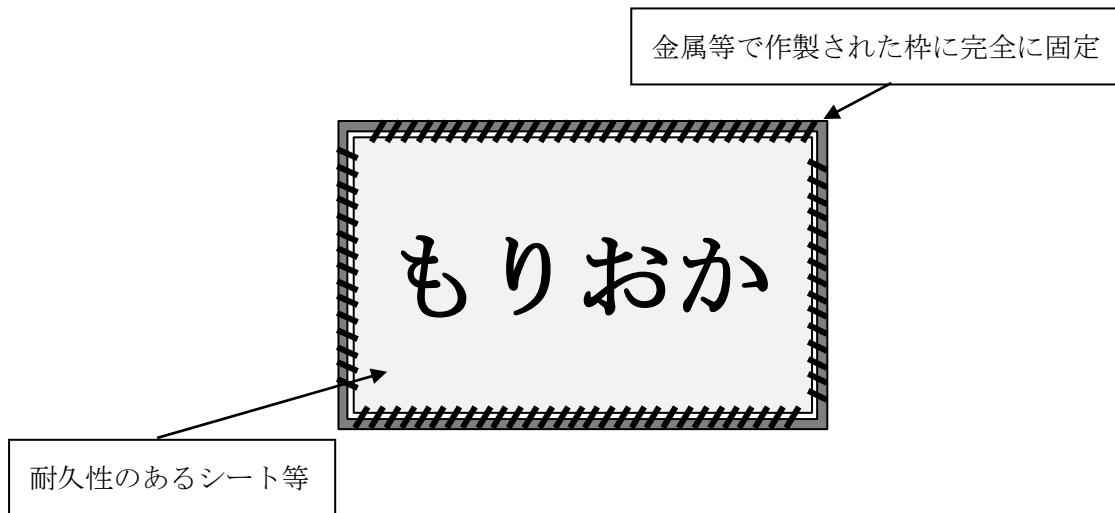 金属等で作製された枠に完全に固定
もりおか
耐久性のあるシート等